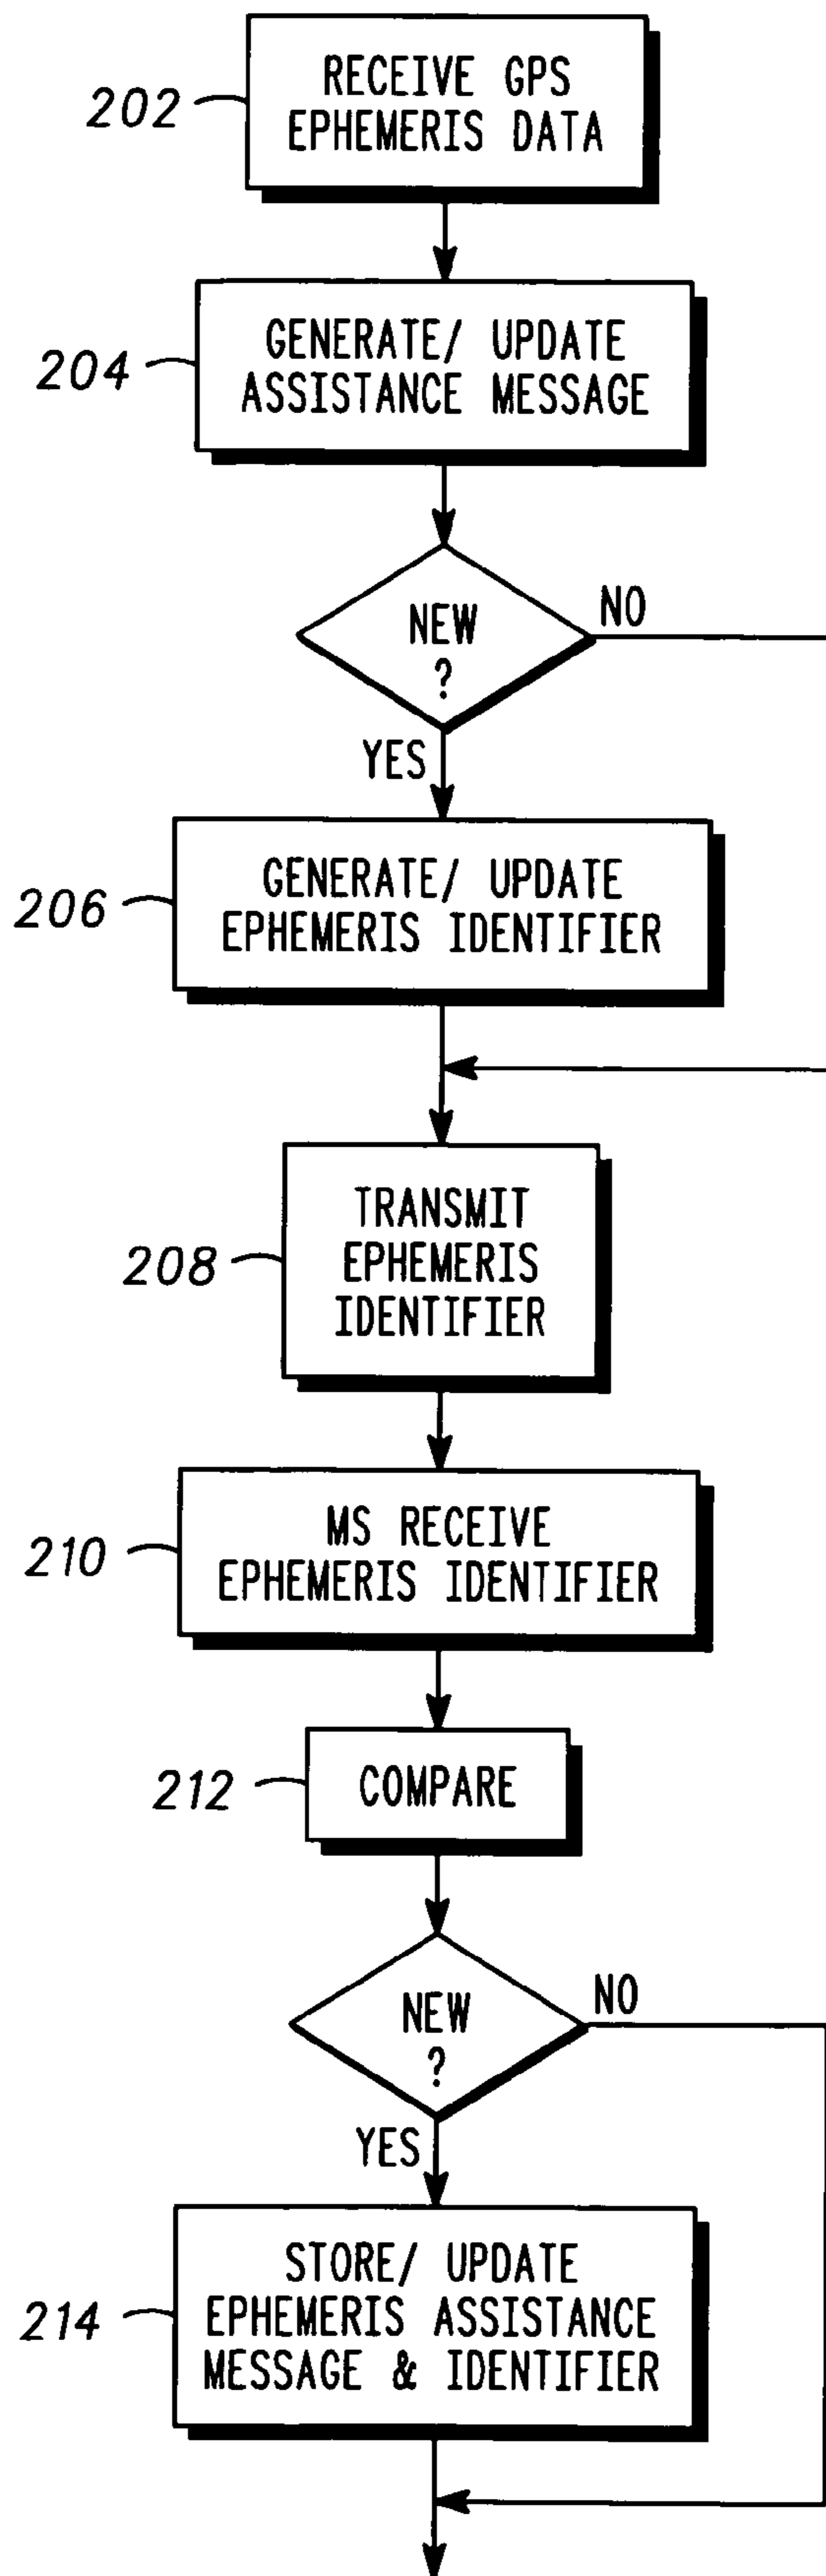 202
RECEIVE GPS
EPHEMERIS DATA
204
GENERATE/ UPDATE
ASSISTANCE MESSAGE
NEW
?
NO
YES
206
GENERATE/ UPDATE
EPHEMERIS IDENTIFIER
208
TRANSMIT
EPHEMERIS
IDENTIFIER
210
MS RECEIVE
EPHEMERIS IDENTIFIER
212
COMPARE
NEW
?
NO
YES
214
STORE/ UPDATE
EPHEMERIS ASSISTANCE
MESSAGE & IDENTIFIER